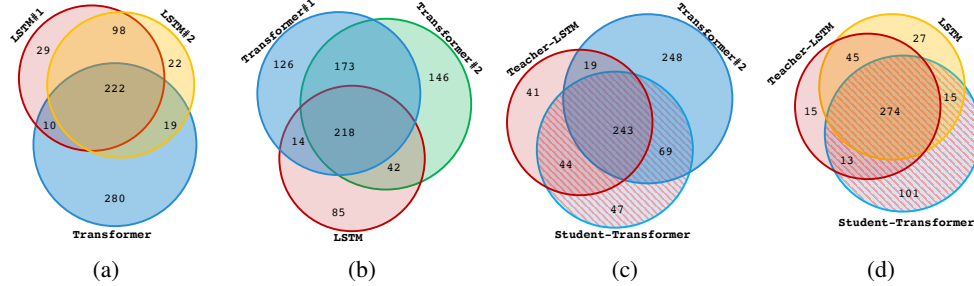 LSTM#1
LSTM#2
29
98
22
222
10
19
280
Transformer
(a)
Transformer#1
Transformer#2
126
173
146
218
14
42
85
LSTM
(b)
Teacher-LSTM
Transformer#2
19
248
41
243
44
69
47
Student-Transformer
(c)
Teacher-LSTM
LSTM
27
45
15
274
15
13
101
Student-Transformer
(d)